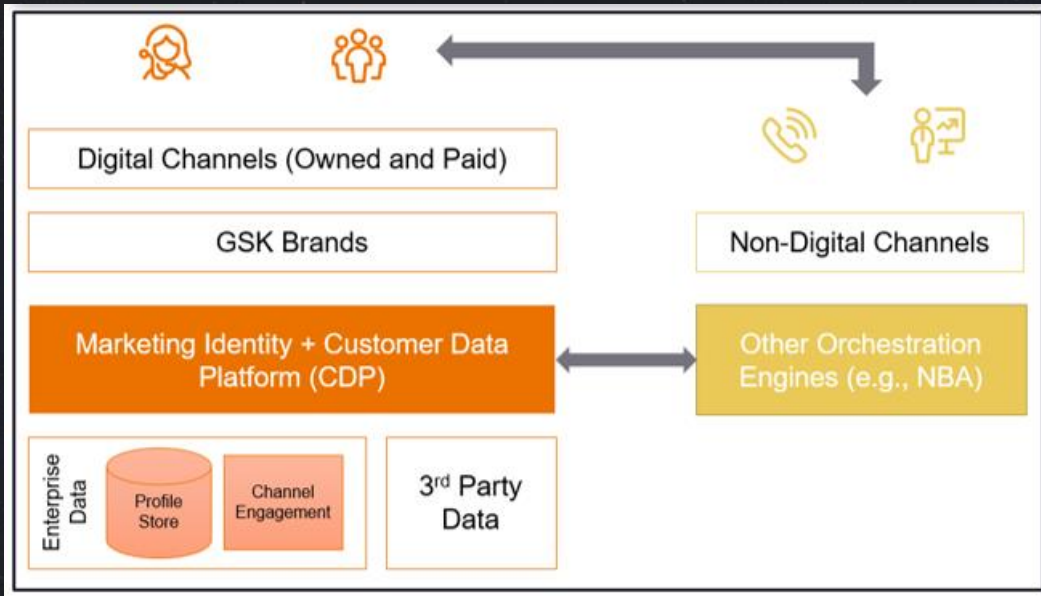 Digital Channels (Owned and Paid)
GSK Brands
Non-Digital Channels
Marketing Identity + Customer Data
Platform (CDP)
Other Orchestration
Engines (e.g., NBA)
Enterprise
Data
Profile
Store
Channel
Engagement
3rd Party
Data